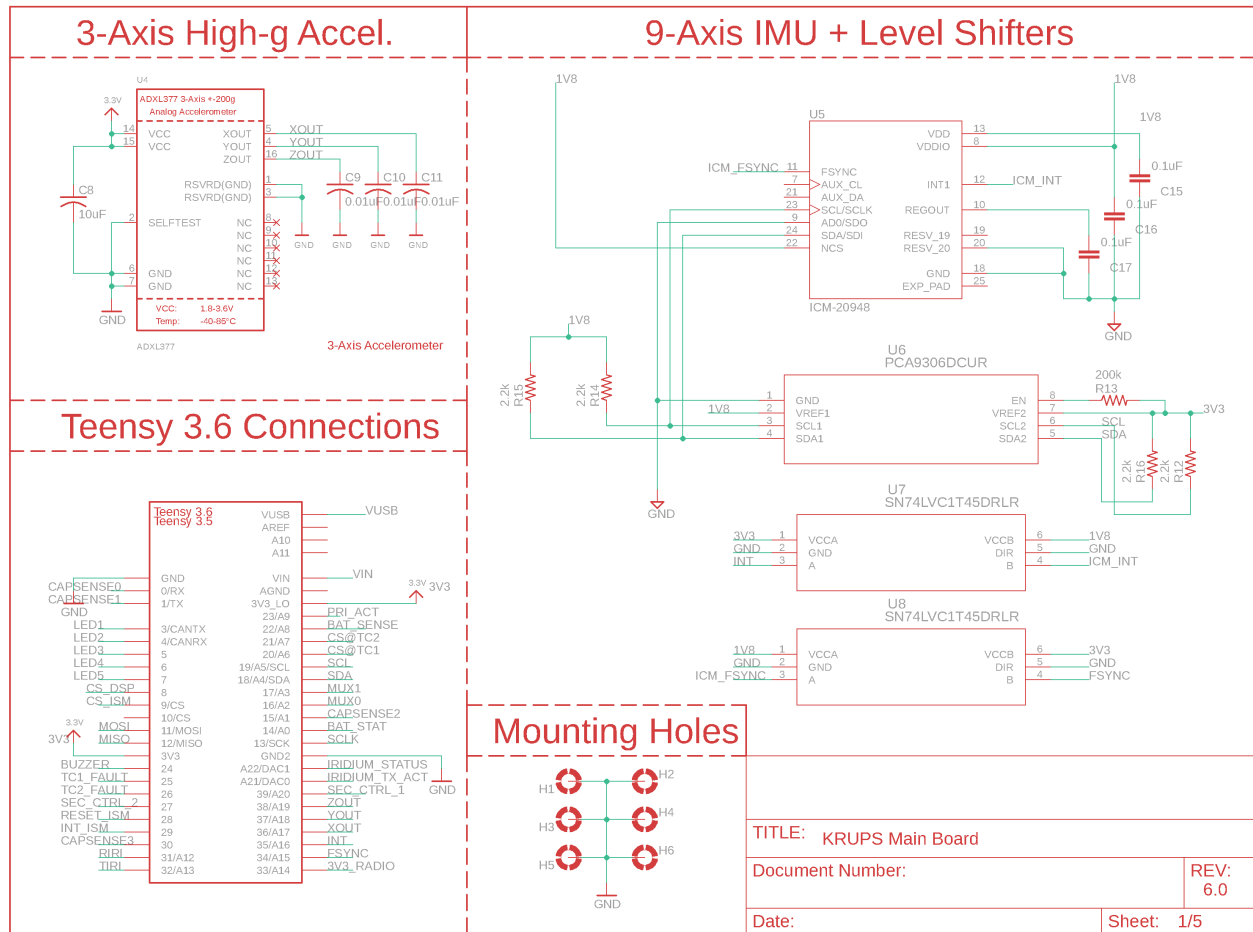 3-Axis High-g Accel.
9-Axis IMU + Level Shifters
U4
3.3V
ADXL377 3-Axis +-200g
Analog Accelerometer
14 VCC XOUT 5 XOUT
15 VCC YOUT 4 YOUT
ZOUT 16 ZOUT
RSVRD(GND) 1
RSVRD(GND) 3
C8
10uF
C9 C10 C11
0.01uF 0.01uF 0.01uF
2 SELFTEST NC 8
NC 9
NC 10
NC 11
6 GND NC 12
7 GND NC 13
GND GND GND GND
GND
VCC: 1.8-3.6V
Temp: -40-85°C
ADXL377
3-Axis Accelerometer
1V8
1V8
1V8
U5
VDD 13
VDDIO 8
ICM_FSYNC 11 FSYNC
7 AUX_CL INT1 12 ICM_INT
21 AUX_DA
23 SCL/SCLK REGOUT 10
9 AD0/SDO
24 SDA/SDI RESV_19 19
22 NCS RESV_20 20
GND 18
EXP_PAD 25
ICM-20948
0.1uF
C15
0.1uF
C16
0.1uF
C17
GND
1V8
2.2k
R15
2.2k
R14
U6
PCA9306DCUR
1 GND EN 8
1V8 2 VREF1 VREF2 7
3 SCL1 SCL2 6 SCL
4 SDA1 SDA2 5 SDA
200k
R13
3V3
2.2k
R16
2.2k
R12
GND
U7
SN74LVC1T45DRLR
3V3 1 VCCA VCCB 6 1V8
GND 2 GND DIR 5 GND
INT 3 A B 4 ICM_INT
U8
SN74LVC1T45DRLR
1V8 1 VCCA VCCB 6 3V3
GND 2 GND DIR 5 GND
ICM_FSYNC 3 A B 4 FSYNC
Teensy 3.6 Connections
Teensy 3.6
Teensy 3.5
VUSB VUSB
AREF
A10
A11
GND VIN VIN
CAPSENSE0 0/RX AGND
CAPSENSE1 1/TX 3V3_LO 3.3V 3V3
GND
23/A9 PRI_ACT
LED1 3/CANTX 22/A8 BAT_SENSE
LED2 4/CANRX 21/A7 CS@TC2
LED3 5 20/A6 CS@TC1
LED4 6 19/A5/SCL SCL
LED5 7 18/A4/SDA SDA
CS_DSP 8 17/A3 MUX1
CS_ISM 9/CS 16/A2 MUX0
10/CS 15/A1 CAPSENSE2
MOSI 11/MOSI 14/A0 BAT_STAT
MISO 12/MISO 13/SCK SCLK
3.3V
3V3 3V3 GND2
BUZZER 24 A22/DAC1 IRIDIUM_STATUS
TC1_FAULT 25 A21/DAC0 IRIDIUM_TX_ACT
TC2_FAULT 26 39/A20 SEC_CTRL_1 GND
SEC_CTRL_2 27 38/A19 ZOUT
RESET_ISM 28 37/A18 YOUT
INT_ISM 29 36/A17 XOUT
CAPSENSE3 30 35/A16 INT
RIRI 31/A12 34/A15 FSYNC
TIRI 32/A13 33/A14 3V3_RADIO
Mounting Holes
H1 H2
H3 H4
H5 H6
GND
TITLE: KRUPS Main Board
Document Number:
REV:
6.0
Date:
Sheet: 1/5